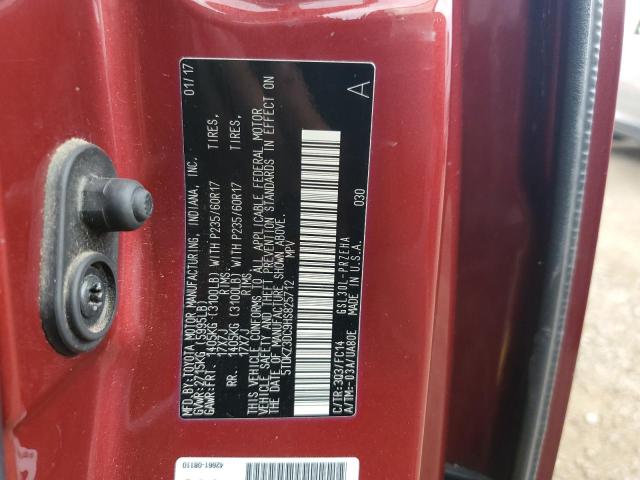 MFD.BY:TOYOTA MOTOR MANUFACTURING, INDIANA, INC. 01/17
GVWR:2715KG (5995LB)
GAWR:FRT. 1405KG (3100LB) WITH P235/60R17 TIRES,
17X7J RIMS,
RR. 1405KG (3100LB) WITH P235/60R17 TIRES,
17X7J RIMS,
THIS VEHICLE CONFORMS TO ALL APPLICABLE FEDERAL MOTOR
VEHICLE SAFETY AND THEFT PREVENTION STANDARDS IN EFFECT ON
THE DATE OF MANUFACTURE SHOWN ABOVE.
5TDKZ3DC9HS825712 MPV
A
030
C/TR:3Q3/FC14 GSL30L-PRZEHA
A/TM:-03A/UA80E MADE IN U.S.A.
42661-08110